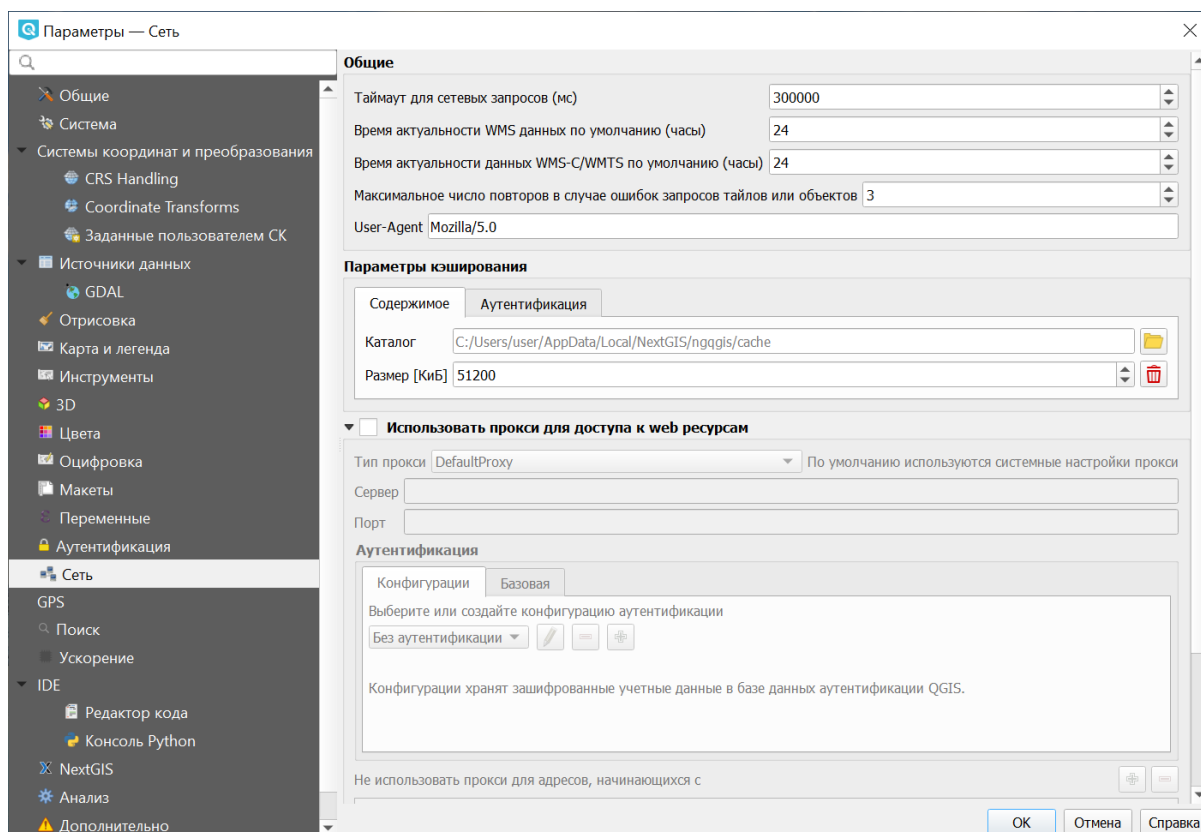 Параметры — Сеть
Общие
Система
Системы координат и преобразования
CRS Handling
Coordinate Transforms
Заданные пользователем СК
Источники данных
GDAL
Отрисовка
Карта и легенда
Инструменты
3D
Цвета
Оцифровка
Макеты
Переменные
Аутентификация
Сеть
GPS
Поиск
Ускорение
IDE
Редактор кода
Консоль Python
NextGIS
Анализ
Дополнительно
Общие
Таймаут для сетевых запросов (мс) 300000
Время актуальности WMS данных по умолчанию (часы) 24
Время актуальности данных WMS-C/WMTS по умолчанию (часы) 24
Максимальное число повторов в случае ошибок запросов тайлов или объектов 3
User-Agent Mozilla/5.0
Параметры кэширования
Содержимое Аутентификация
Каталог C:/Users/user/AppData/Local/NextGIS/ngqgis/cache
Размер [КиБ] 51200
Использовать прокси для доступа к web ресурсам
Тип прокси DefaultProxy По умолчанию используются системные настройки прокси
Сервер
Порт
Аутентификация
Конфигурации Базовая
Выберите или создайте конфигурацию аутентификации
Без аутентификации
Конфигурации хранят зашифрованные учетные данные в базе данных аутентификации QGIS.
Не использовать прокси для адресов, начинающихся с
OK Отмена Справка